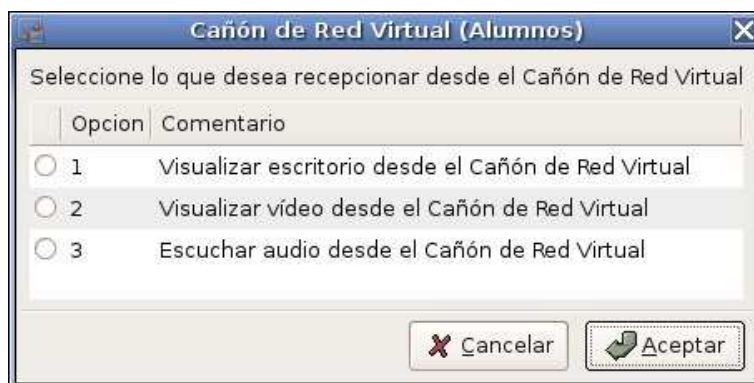 Cañón de Red Virtual (Alumnos)
Seleccione lo que desea recepcionar desde el Cañón de Red Virtual
Opcion Comentario
1 Visualizar escritorio desde el Cañón de Red Virtual
2 Visualizar vídeo desde el Cañón de Red Virtual
3 Escuchar audio desde el Cañón de Red Virtual
Cancelar Aceptar